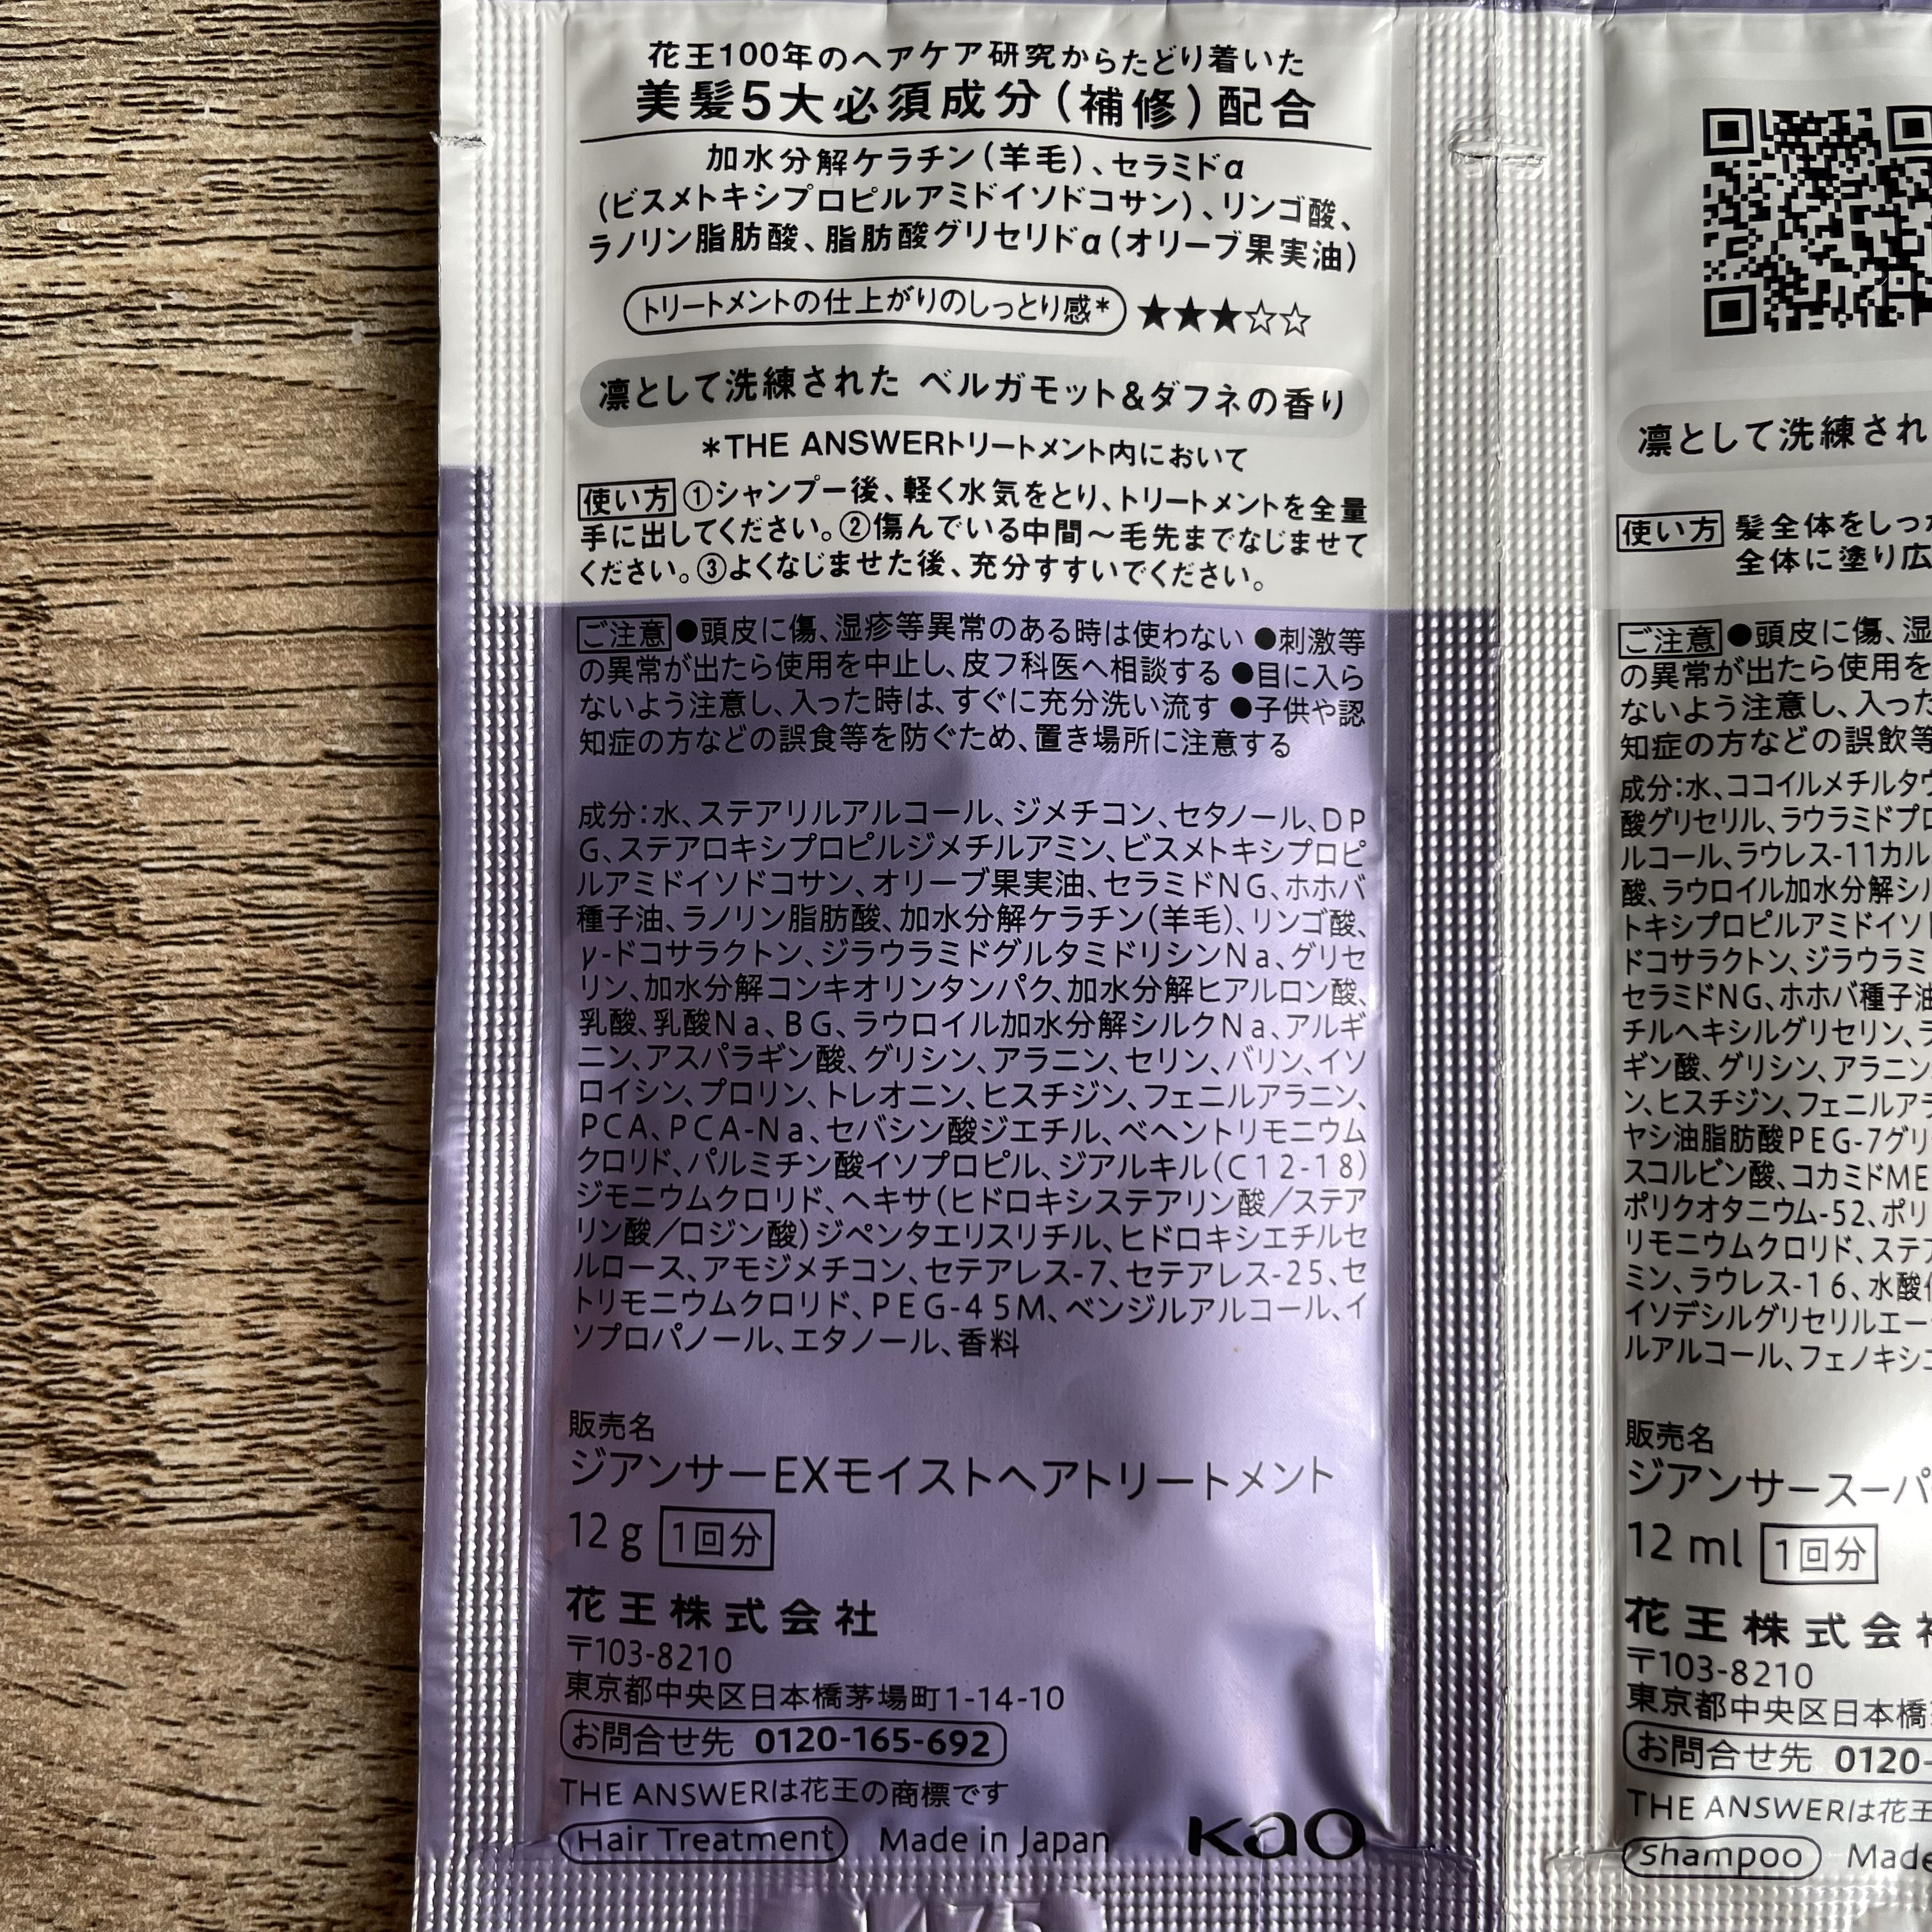 花王100年のヘアケア研究からたどり着いた
美髪5大必須成分(補修)配合
加水分解ケラチン(羊毛)、セラミドα
(ビスメトキシプロピルアミドイソドコサン)、リンゴ酸、
ラノリン脂肪酸、脂肪酸グリセリドα(オリーブ果実油)
トリートメントの仕上がりのしっとり感* ★★★☆☆
凛として洗練された ベルガモット&ダフネの香り
*THE ANSWERトリートメント内において
使い方 ①シャンプー後、軽く水気をとり、トリートメントを全量
手に出してください。②傷んでいる中間~毛先までなじませて
ください。③よくなじませた後、充分すすいでください。
ご注意 ●頭皮に傷、湿疹等異常のある時は使わない ●刺激等
の異常が出たら使用を中止し、皮フ科医へ相談する ●目に入ら
ないよう注意し、入った時は、すぐに充分洗い流す ●子供や認
知症の方などの誤食等を防ぐため、置き場所に注意する
成分:水、ステアリルアルコール、ジメチコン、セタノール、DP
G、ステアロキシプロピルジメチルアミン、ビスメトキシプロピ
ルアミドイソドコサン、オリーブ果実油、セラミドNG、ホホバ
種子油、ラノリン脂肪酸、加水分解ケラチン(羊毛)、リンゴ酸、
γ-ドコサラクトン、ジラウラミドグルタミドリシンNa、グリセ
リン、加水分解コンキオリンタンパク、加水分解ヒアルロン酸、
乳酸、乳酸Na、BG、ラウロイル加水分解シルクNa、アルギ
ニン、アスパラギン酸、グリシン、アラニン、セリン、バリン、イソ
ロイシン、プロリン、トレオニン、ヒスチジン、フェニルアラニン、
PCA、PCA-Na、セバシン酸ジエチル、ベヘントリモニウム
クロリド、パルミチン酸イソプロピル、ジアルキル(C12-18)
ジモニウムクロリド、ヘキサ(ヒドロキシステアリン酸/ステア
リン酸/ロジン酸)ジペンタエリスリチル、ヒドロキシエチルセ
ルロース、アモジメチコン、セテアレス-7、セテアレス-25、セ
トリモニウムクロリド、PEG-45M、ベンジルアルコール、イ
ソプロパノール、エタノール、香料
販売名
ジアンサーEXモイストヘアトリートメント
12 g 1回分
花王株式会社
〒103-8210
東京都中央区日本橋茅場町1-14-10
お問合せ先 0120-165-692
THE ANSWERは花王の商標です
Hair Treatment Made in Japan Kao
凛として洗練され
使い方 髪全体をしっ
全体に塗り広
ご注意 ●頭皮に傷、湿
の異常が出たら使用を
ないよう注意し、入った
知症の方などの誤飲等
成分:水、ココイルメチルタウ
酸グリセリル、ラウラミドプロ
ルコール、ラウレス-11カル
酸、ラウロイル加水分解シル
トキシプロピルアミドイソ
ドコサラクトン、ジラウラミ
セラミドNG、ホホバ種子油
チルヘキシルグリセリン、
ギン酸、グリシン、アラニン
ン、ヒスチジン、フェニルアラ
ヤシ油脂肪酸PEG-7グリ
スコルビン酸、コカミドME
ポリクオタニウム-52、ポリ
リモニウムクロリド、ステア
ミン、ラウレス-16、水酸化
イソデシルグリセリルエー
ルアルコール、フェノキシエ
販売名
ジアンサースーパ
12 ml 1回分
花王株式会社
〒103-8210
東京都中央区日本橋
お問合せ先 0120-
THE ANSWERは花王
Shampoo Made